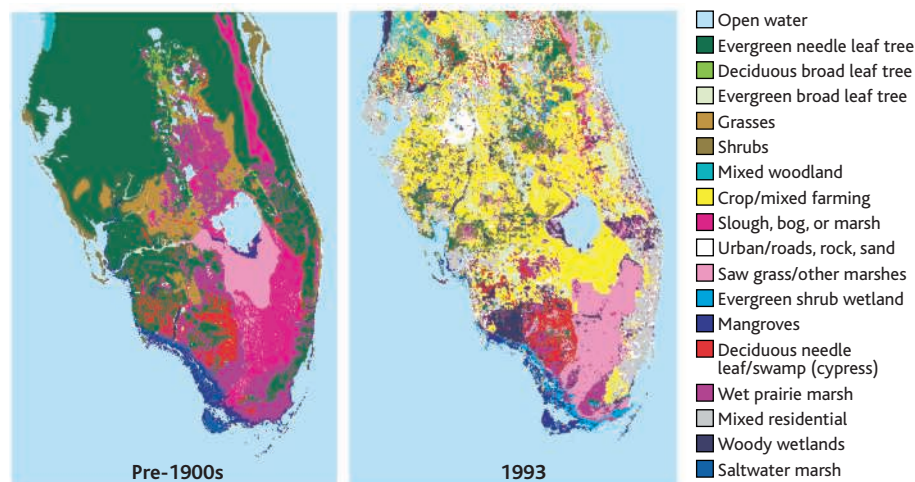 Pre-1900s
1993
Open water
Evergreen needle leaf tree
Deciduous broad leaf tree
Evergreen broad leaf tree
Grasses
Shrubs
Mixed woodland
Crop/mixed farming
Slough, bog, or marsh
Urban/roads, rock, sand
Saw grass/other marshes
Evergreen shrub wetland
Mangroves
Deciduous needle
leaf/swamp (cypress)
Wet prairie marsh
Mixed residential
Woody wetlands
Saltwater marsh